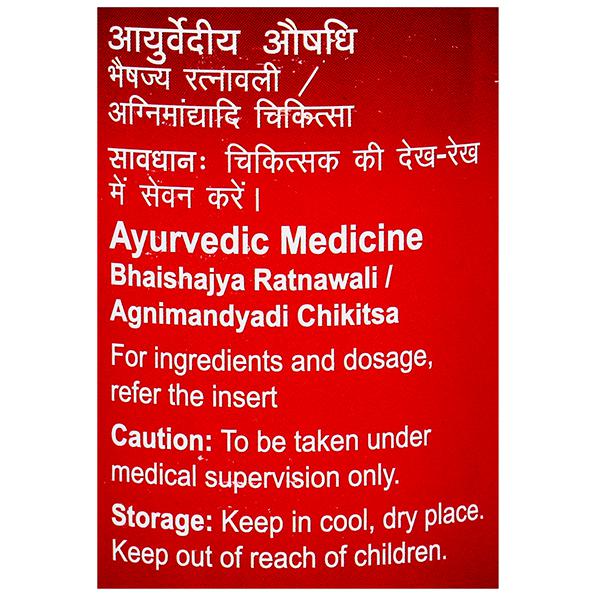 आयुर्वेदीय औषधि
भैषज्य रत्नावली /
अग्निमांद्यादि चिकित्सा
सावधानः चिकित्सक की देख-रेख
में सेवन करें।
Ayurvedic Medicine
Bhaishajya Ratnawali /
Agnimandyadi Chikitsa
For ingredients and dosage,
refer the insert
Caution: To be taken under
medical supervision only.
Storage: Keep in cool, dry place.
Keep out of reach of children.